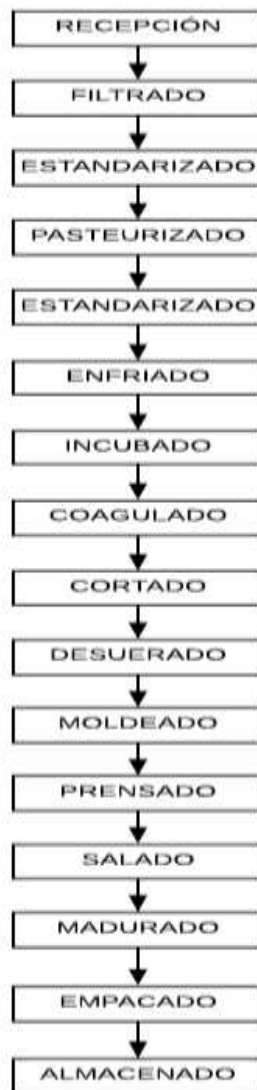 RECEPCIÓN
FILTRADO
ESTANDARIZADO
PASTEURIZADO
ESTANDARIZADO
ENFRIADO
INCUBADO
COAGULADO
CORTADO
DESUERADO
MOLDEADO
PRENSADO
SALADO
MADURADO
EMPACADO
ALMACENADO